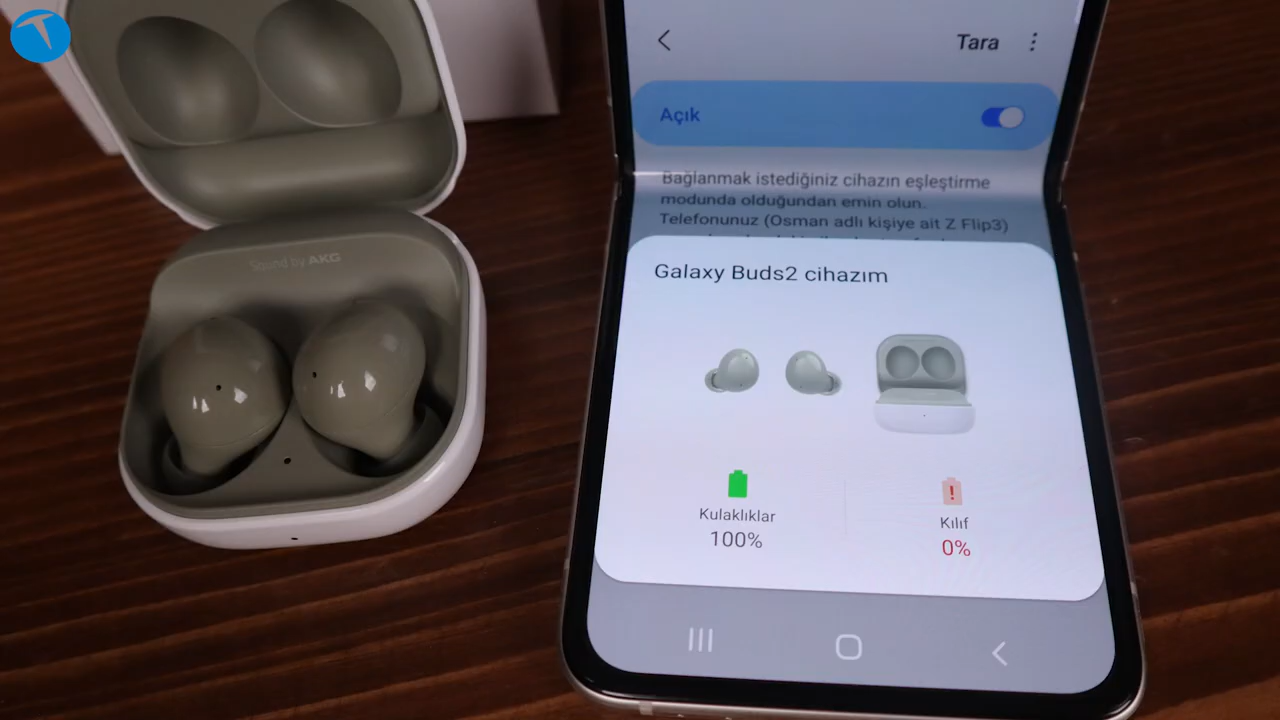 Sound by AKG
Tara
Açık
Bağlanmak istediğiniz cihazın eşleştirme
modunda olduğundan emin olun.
Telefonunuz (Osman adlı kişiye ait Z Flip3)
Galaxy Buds2 cihazım
Kulaklıklar
100%
Kılıf
0%